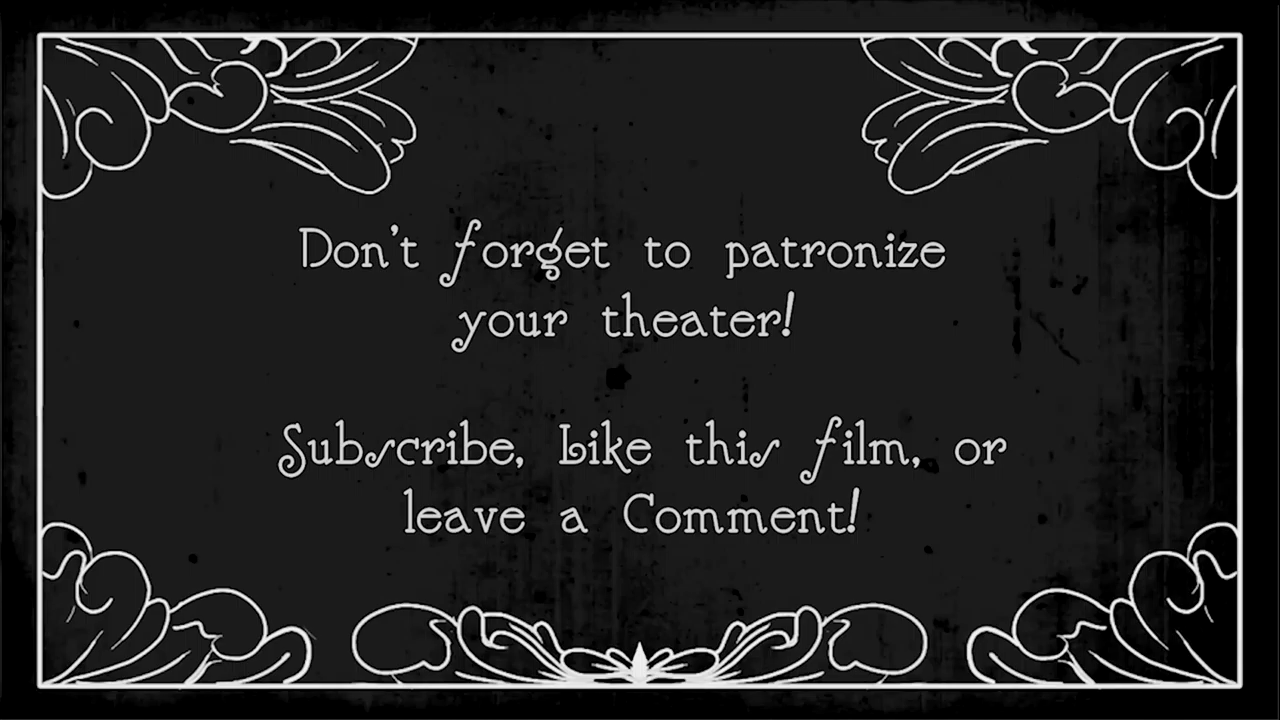 Don't forget to patronize
your theater!
Subscribe, Like this film, or
leave a Comment!